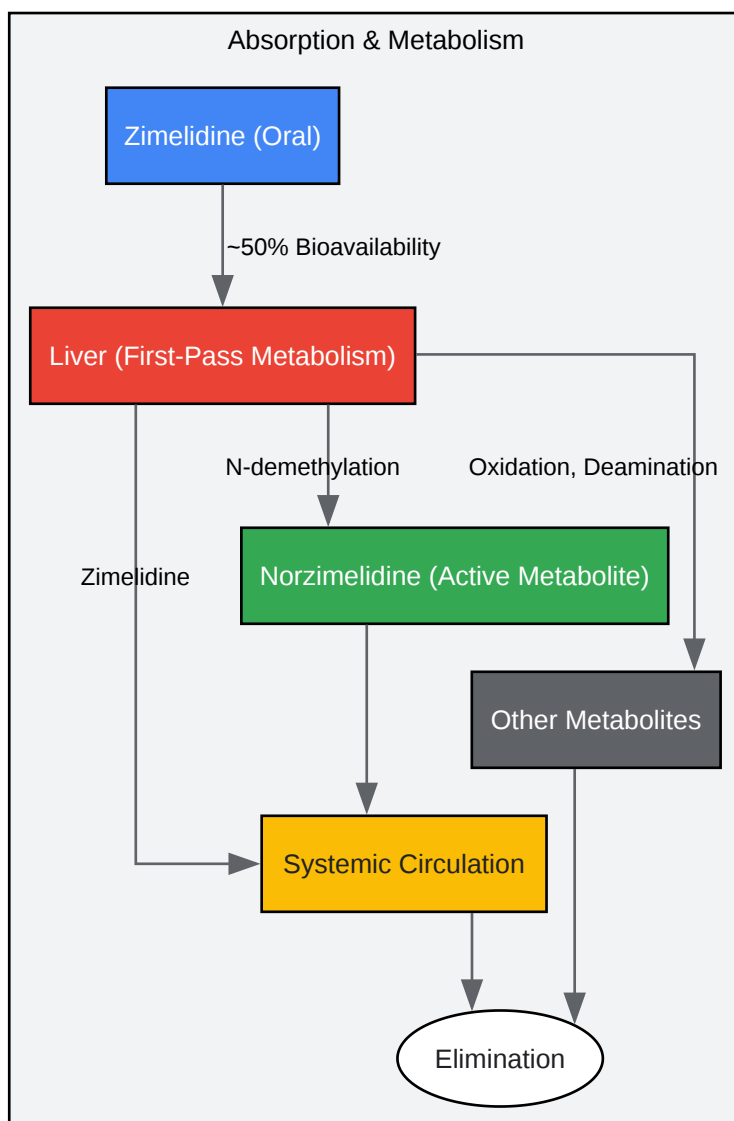 Absorption & Metabolism
Zimelidine (Oral)
~50% Bioavailability
Liver (First-Pass Metabolism)
N-demethylation
Oxidation, Deamination
Zimelidine
Norzimelidine (Active Metabolite)
Other Metabolites
Systemic Circulation
Elimination